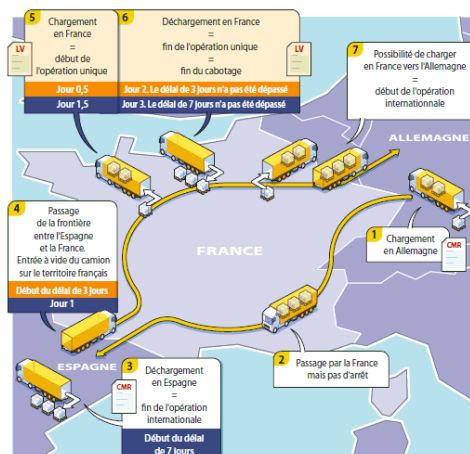 5
Chargement
en France
=
début de
l'opération unique
Jour 0,5
Jour 1,5
LV
6
Déchargement en France
=
fin de l'opération unique
=
fin du cabotage
Jour 2. Le délai de 3 jours n'a pas été dépassé
Jour 3. Le délai de 7 jours n'a pas été dépassé
LV
7
Possibilité de charger
en France vers l'Allemagne
=
début de l'opération
internationnale
ALLEMAGNE
4
Passage
de la frontière
entre l'Espagne
et la France.
Entrée à vide du camion
sur le territoire français
Début du délai de 3 jours
Jour 1
FRANCE
1
Chargement
en Allemagne
CMR
2
Passage par la France
mais pas d'arrêt
ESPAGNE
3
CMR
Déchargement
en Espagne
=
fin de l'opération
internationale
Début du délai
de 7 Jours